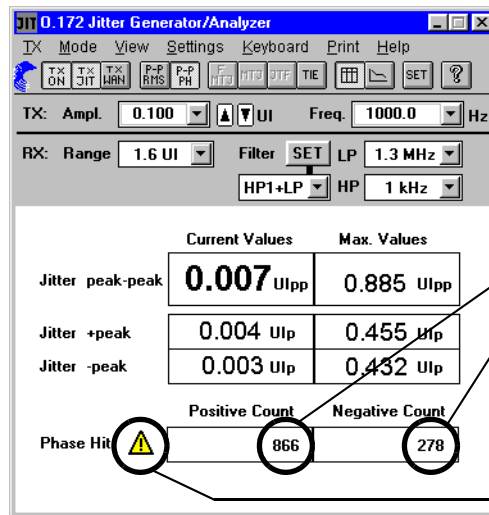 JIT O.172 Jitter Generator/Analyzer
TX Mode View Settings Keyboard Print Help
TX ON TX JIT TX WAN P-P RMS P-P PH F MTJ MTJ JTF TIE SET ?
TX: Ampl. 0.100 UI Freq. 1000.0 Hz
RX: Range 1.6 UI Filter SET LP 1.3 MHz
HP1+LP HP 1 kHz
Current Values Max. Values
Jitter peak-peak 0.007 UIpp 0.885 UIpp
Jitter +peak 0.004 UIp 0.455 UIp
Jitter -peak 0.003 UIp 0.432 UIp
Positive Count Negative Count
Phase Hit 866 278